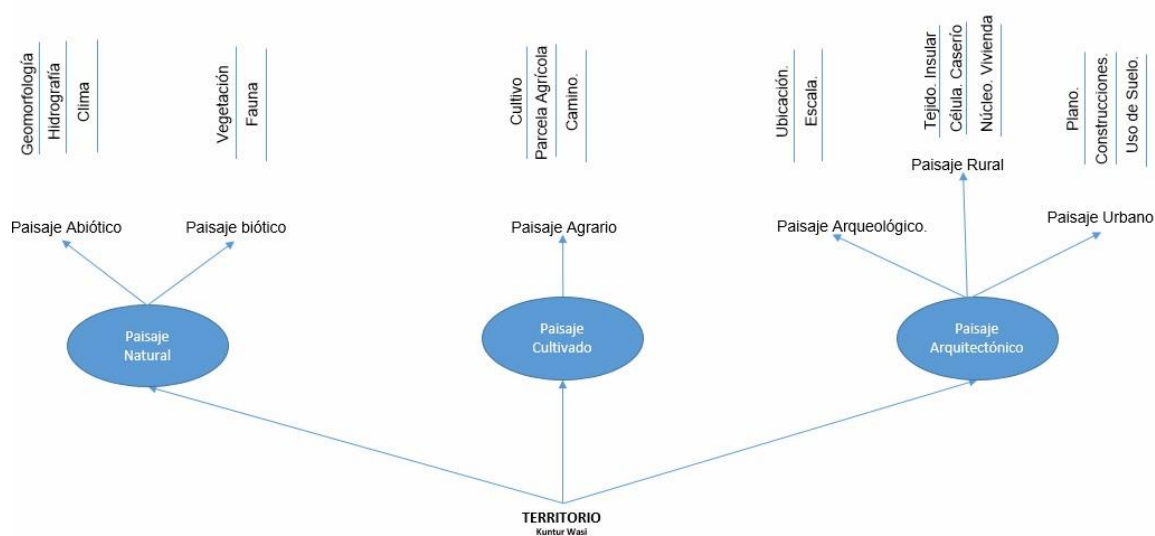 Geomorfología
Hidrografía
Clima
Vegetación
Fauna
Cultivo
Parcela Agrícola
Camino.
Ubicación.
Escala.
Tejido. Insular
Célula. Caserío
Núcleo. Vivienda
Plano.
Construcciones.
Uso de Suelo.
Paisaje Abiótico
Paisaje biótico
Paisaje Agrario
Paisaje Arqueológico.
Paisaje Rural
Paisaje Urbano
Paisaje
Natural
Paisaje
Cultivado
Paisaje
Arquitectónico
TERRITORIO
Kuntur Wasi